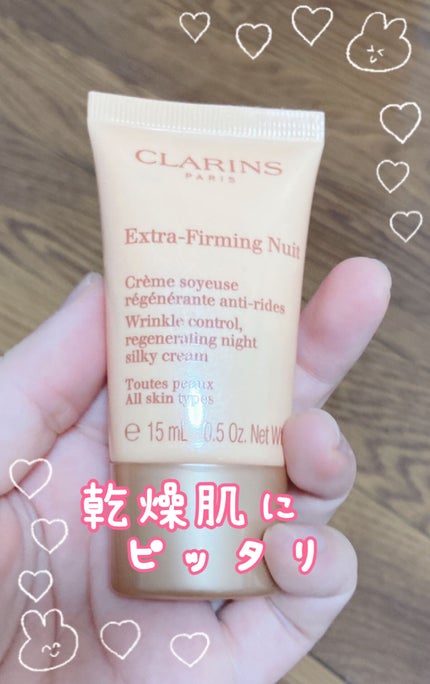 CLARINS
PARIS
Extra-Firming Nuit
Crème soyeuse
régénérante anti-rides
Wrinkle control,
regenerating night
silky cream
Toutes peaux
All skin types
e 15 mL 0.5 Oz. Net W
乾燥肌に
ピッタリ